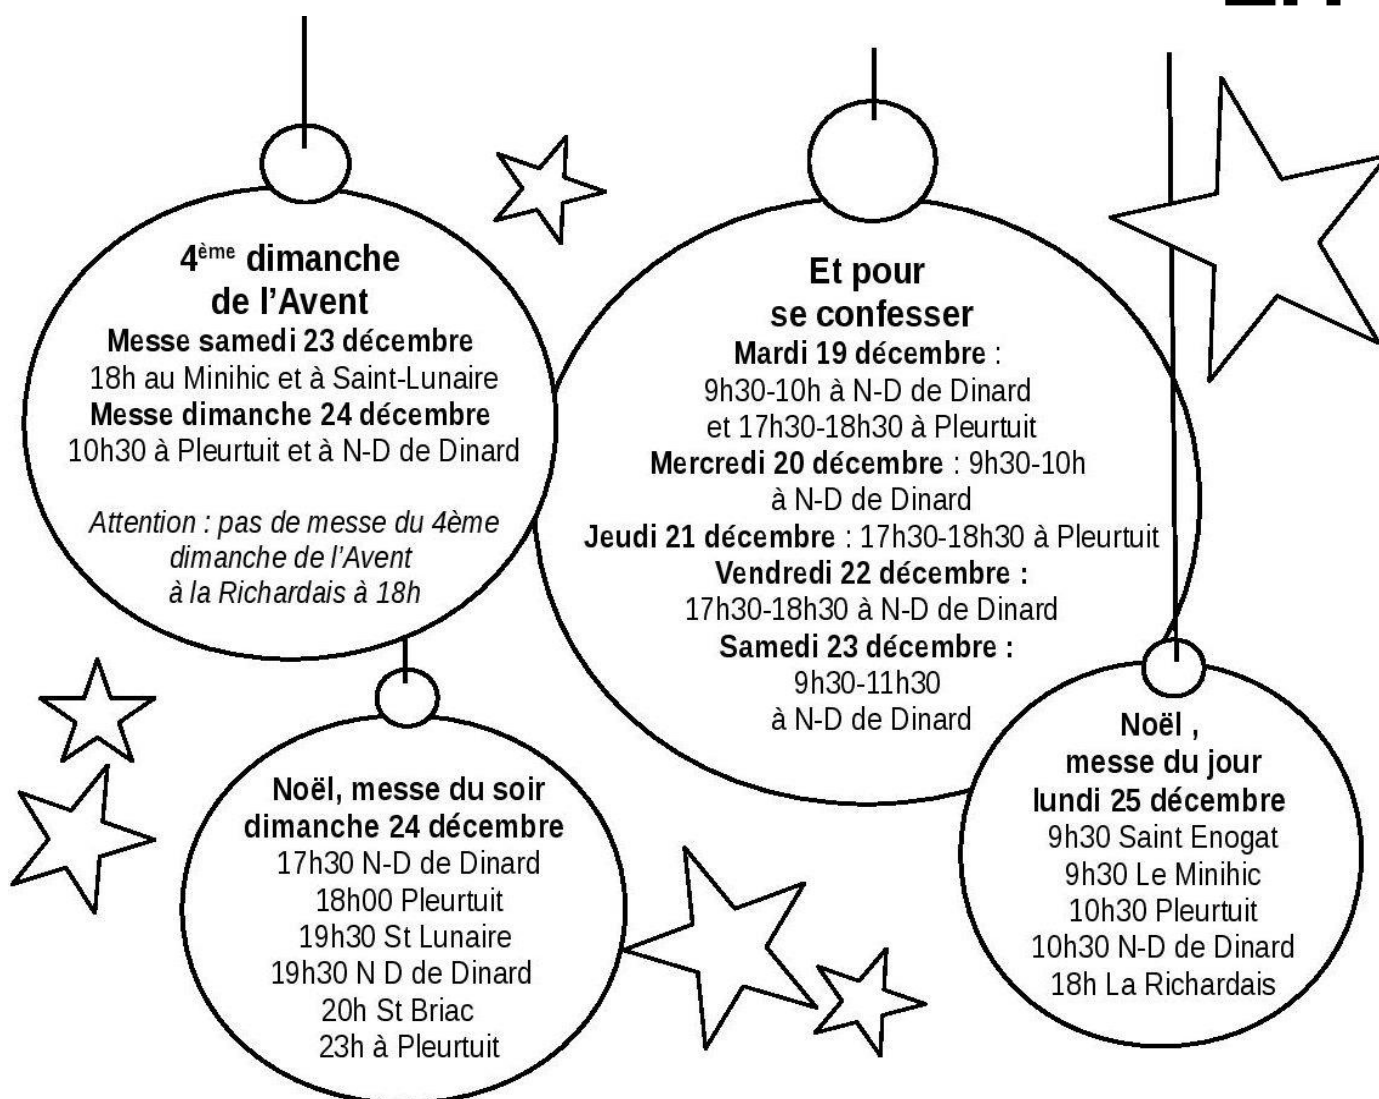 4ème dimanche
de l'Avent
Messe samedi 23 décembre
18h au Minihic et à Saint-Lunaire
Messe dimanche 24 décembre
10h30 à Pleurtuit et à N-D de Dinard
Attention : pas de messe du 4ème
dimanche de l'Avent
à la Richardais à 18h
Et pour
se confesser
Mardi 19 décembre :
9h30-10h à N-D de Dinard
et 17h30-18h30 à Pleurtuit
Mercredi 20 décembre : 9h30-10h
à N-D de Dinard
Jeudi 21 décembre : 17h30-18h30 à Pleurtuit
Vendredi 22 décembre :
17h30-18h30 à N-D de Dinard
Samedi 23 décembre :
9h30-11h30
à N-D de Dinard
Noël, messe du soir
dimanche 24 décembre
17h30 N-D de Dinard
18h00 Pleurtuit
19h30 St Lunaire
19h30 N D de Dinard
20h St Briac
23h à Pleurtuit
Noël ,
messe du jour
lundi 25 décembre
9h30 Saint Enogat
9h30 Le Minihic
10h30 Pleurtuit
10h30 N-D de Dinard
18h La Richardais